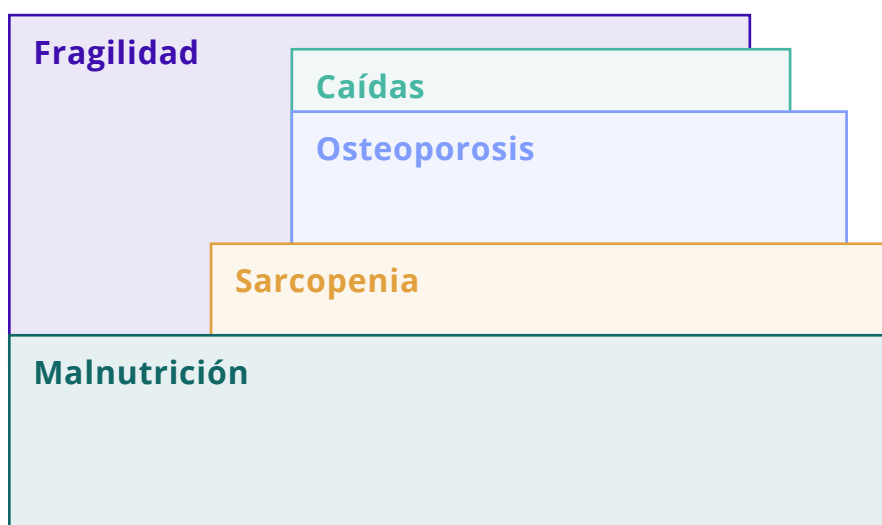 Fragilidad
Caídas
Osteoporosis
Sarcopenia
Malnutrición